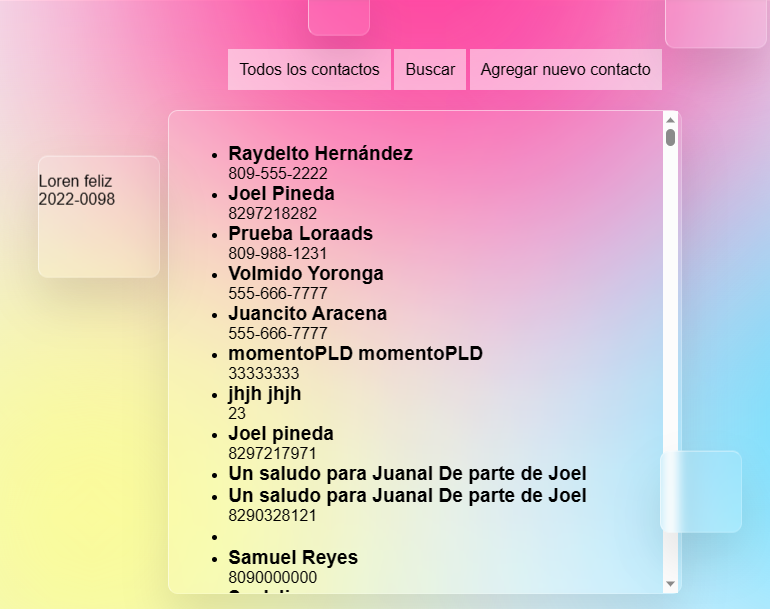 Todos los contactos
Buscar
Agregar nuevo contacto
Loren feliz
2022-0098
Raydelto Hernández
809-555-2222
Joel Pineda
8297218282
Prueba Loraads
809-988-1231
Volmido Yoronga
555-666-7777
Juancito Aracena
555-666-7777
momentoPLD momentoPLD
33333333
jhjh jhjh
23
Joel pineda
8297217971
Un saludo para Juanal De parte de Joel
Un saludo para Juanal De parte de Joel
8290328121
Samuel Reyes
8090000000